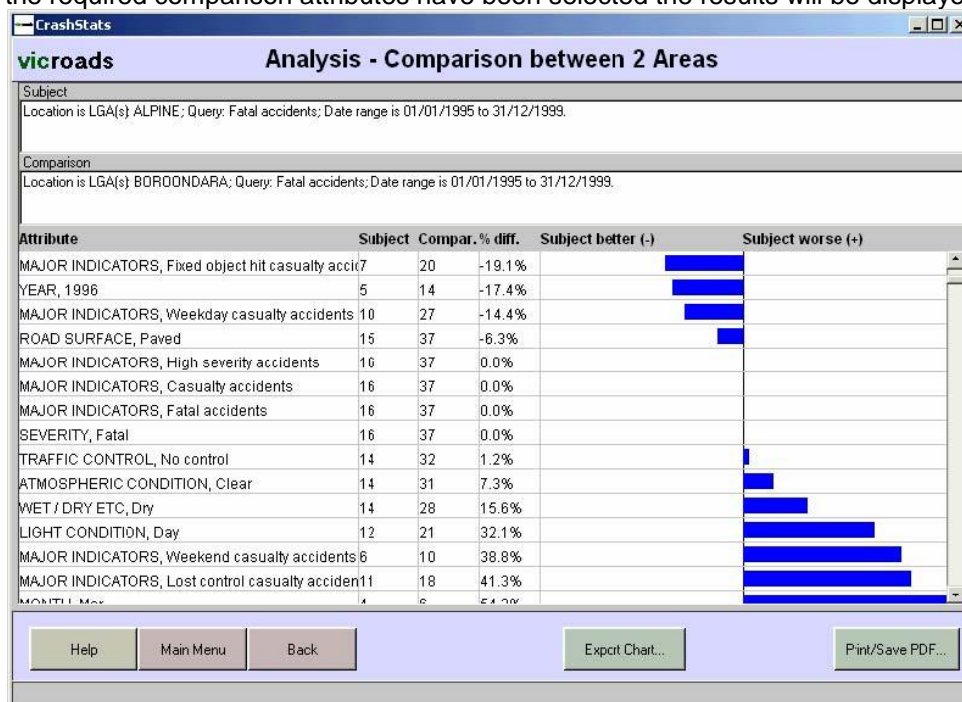 the required comparison attributes have been selected the results will be displaye
CrashStats
vicroads
Analysis - Comparison between 2 Areas
Subject
Location is LGA(s): ALPINE; Query: Fatal accidents; Date range is 01/01/1995 to 31/12/1999.
Comparison
Location is LGA(s): BOROONDARA; Query: Fatal accidents; Date range is 01/01/1995 to 31/12/1999.
Attribute Subject Compar. % diff. Subject better (-) Subject worse (+)
MAJOR INDICATORS, Fixed object hit casualty accic 7 20 -19.1%
YEAR, 1996 5 14 -17.4%
MAJOR INDICATORS, Weekday casualty accidents 10 27 -14.4%
ROAD SURFACE, Paved 15 37 -6.3%
MAJOR INDICATORS, High severity accidents 16 37 0.0%
MAJOR INDICATORS, Casualty accidents 16 37 0.0%
MAJOR INDICATORS, Fatal accidents 16 37 0.0%
SEVERITY, Fatal 16 37 0.0%
TRAFFIC CONTROL, No control 14 32 1.2%
ATMOSPHERIC CONDITION, Clear 14 31 7.3%
WET / DRY ETC, Dry 14 28 15.6%
LIGHT CONDITION, Day 12 21 32.1%
MAJOR INDICATORS, Weekend casualty accidents 6 10 38.8%
MAJOR INDICATORS, Lost control casualty acciden 11 18 41.3%
MONTH, Mar 4 6 54.2%
Help Main Menu Back Export Chart... Print/Save PDF...